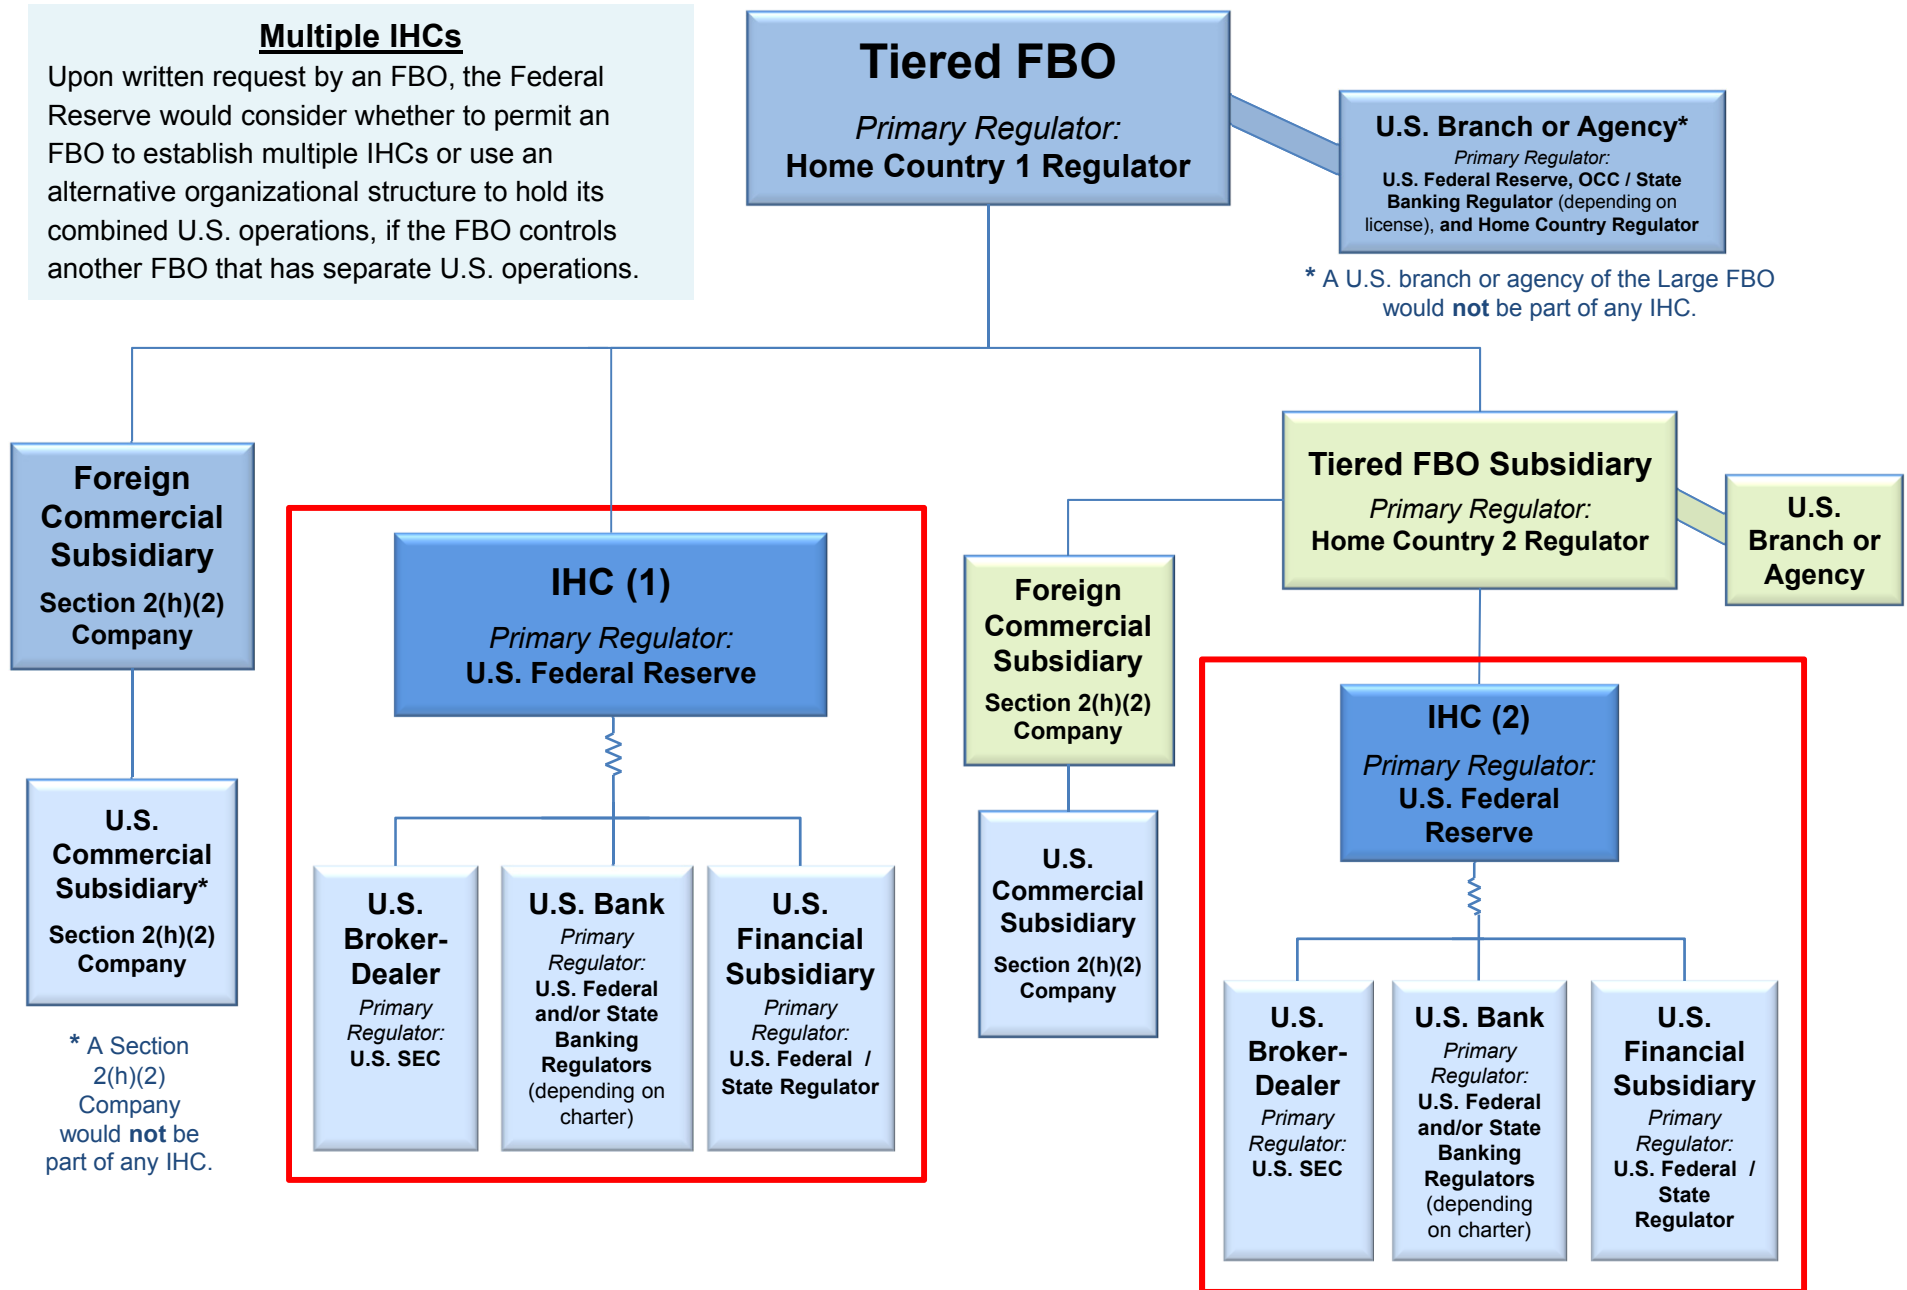 Multiple IHCs
Upon written request by an FBO, the Federal
Reserve would consider whether to permit an
FBO to establish multiple IHCs or use an
alternative organizational structure to hold its
combined U.S. operations, if the FBO controls
another FBO that has separate U.S. operations.
Tiered FBO
Primary Regulator:
Home Country 1 Regulator
U.S. Branch or Agency*
Primary Regulator:
U.S. Federal Reserve, OCC / State
Banking Regulator (depending on
license), and Home Country Regulator
* A U.S. branch or agency of the Large FBO
would not be part of any IHC.
Foreign
Commercial
Subsidiary
Section 2(h)(2)
Company
U.S.
Commercial
Subsidiary*
Section 2(h)(2)
Company
* A Section
2(h)(2)
Company
would not be
part of any IHC.
IHC (1)
Primary Regulator:
U.S. Federal Reserve
U.S.
Broker-
Dealer
Primary
Regulator:
U.S. SEC
U.S. Bank
Primary
Regulator:
U.S. Federal
and/or State
Banking
Regulators
(depending on
charter)
U.S.
Financial
Subsidiary
Primary
Regulator:
U.S. Federal /
State Regulator
Tiered FBO Subsidiary
Primary Regulator:
Home Country 2 Regulator
U.S.
Branch or
Agency
Foreign
Commercial
Subsidiary
Section 2(h)(2)
Company
U.S.
Commercial
Subsidiary
Section 2(h)(2)
Company
IHC (2)
Primary Regulator:
U.S. Federal
Reserve
U.S.
Broker-
Dealer
Primary
Regulator:
U.S. SEC
U.S. Bank
Primary
Regulator:
U.S. Federal
and/or State
Banking
Regulators
(depending
on charter)
U.S.
Financial
Subsidiary
Primary
Regulator:
U.S. Federal /
State
Regulator